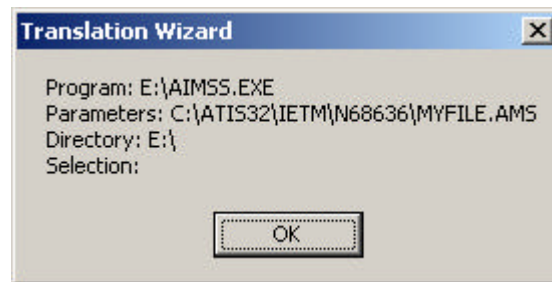 Translation Wizard
Program: E:\AIMSS.EXE
Parameters: C:\ATIS32\IETM\N68636\MYFILE.AMS
Directory: E:\
Selection:
OK